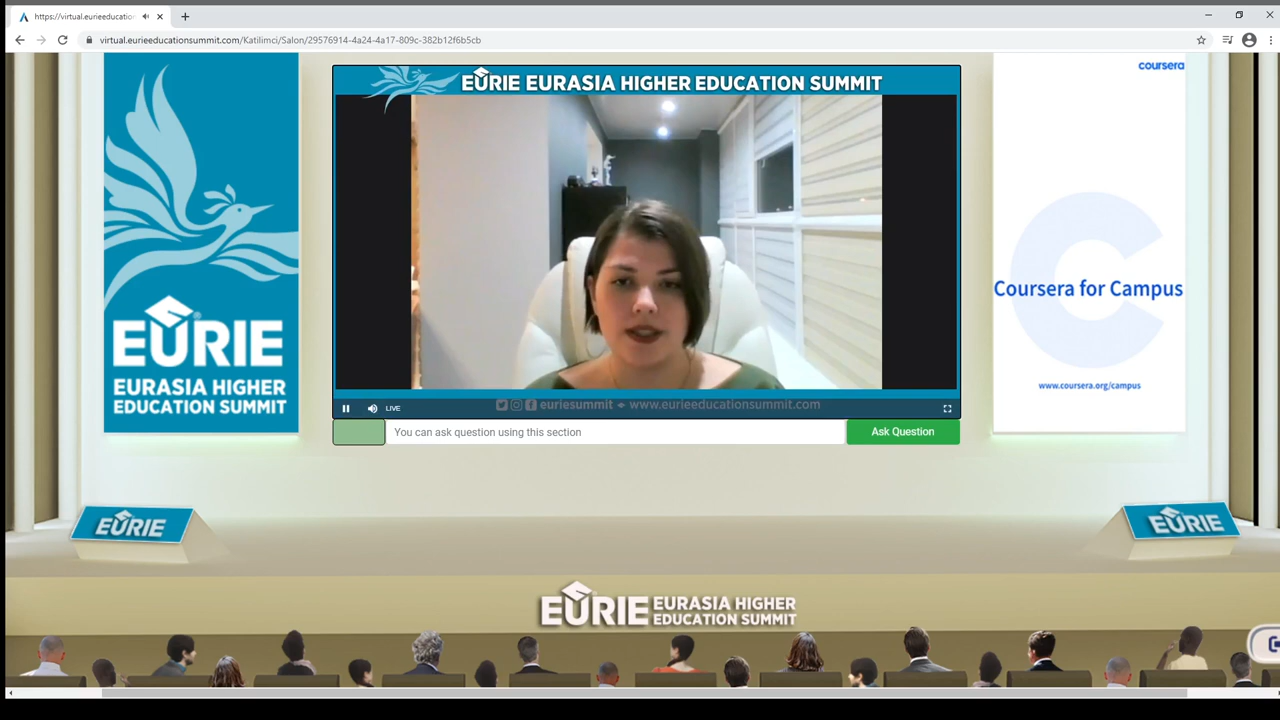 https://virtual.eurieeducatio
virtual.eurieeducationsummit.com/Katilimci/Salon/29576914-4a24-4a17-809c-382b12f6b5cb
EURIE
EURASIA HIGHER
EDUCATION SUMMIT
EURIE EURASIA HIGHER EDUCATION SUMMIT
LIVE
euriesummit www.eurieeducationsummit.com
You can ask question using this section
Ask Question
coursera
C
Coursera for Campus
www.coursera.org/campus
EURIE
EURIE
EURIE EURASIA HIGHER
EDUCATION SUMMIT